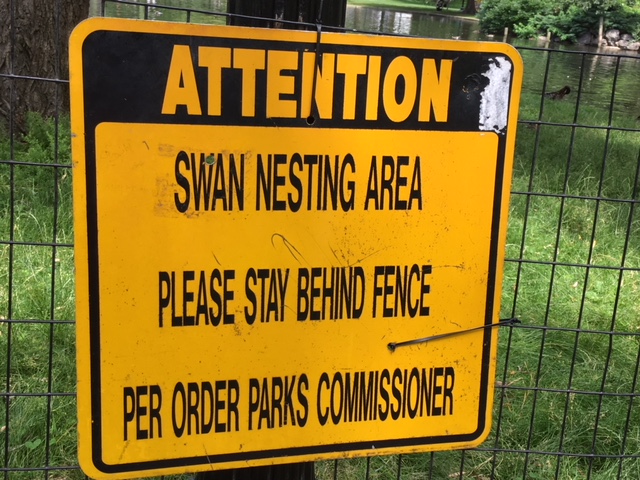 ATTENTION
SWAN NESTING AREA
PLEASE STAY BEHIND FENCE
PER ORDER PARKS COMMISSIONER